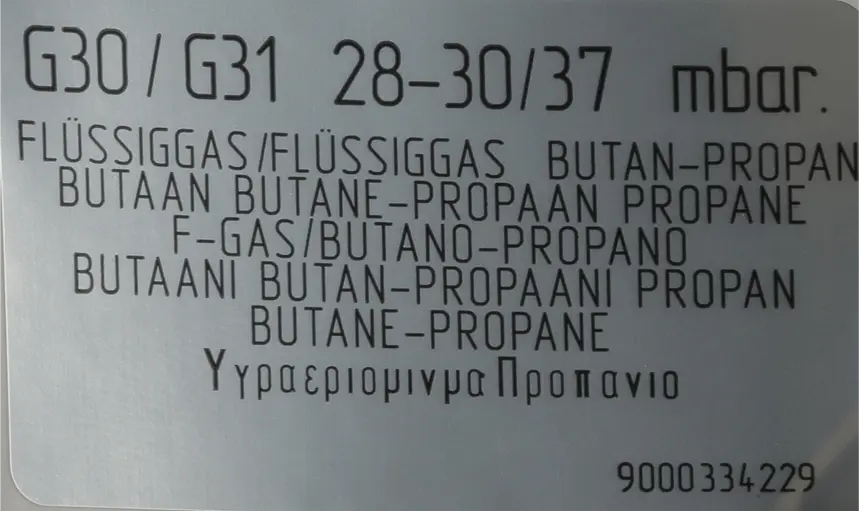 G30/G31 28-30/37 mbar.
FLÜSSIGGAS/FLÜSSIGGAS BUTAN-PROPAN
BUTAAN BUTANE-PROPAAN PROPANE
F-GAS/BUTANO-PROPANO
BUTAANI BUTAN-PROPAANI PROPAN
BUTANE-PROPANE
Υγραεριομινμα Προπανιο
9000334229